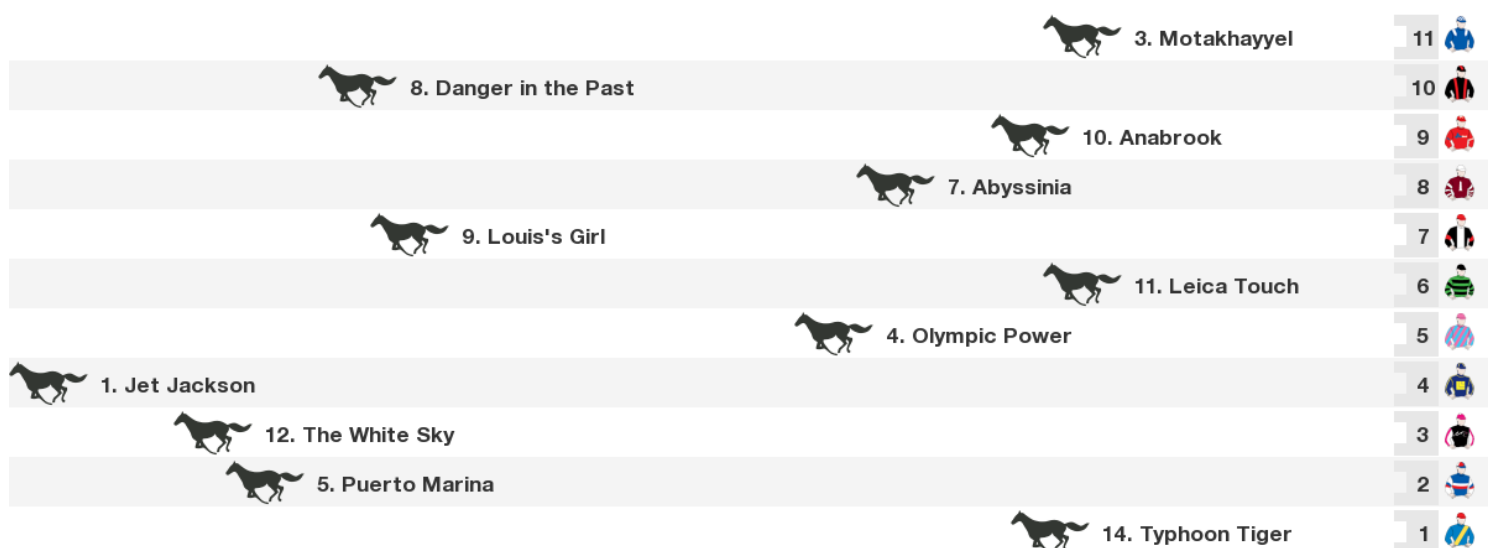 3. Motakhayyel 11
8. Danger in the Past 10
10. Anabrook 9
7. Abyssinia 8
9. Louis's Girl 7
11. Leica Touch 6
4. Olympic Power 5
1. Jet Jackson 4
12. The White Sky 3
5. Puerto Marina 2
14. Typhoon Tiger 1